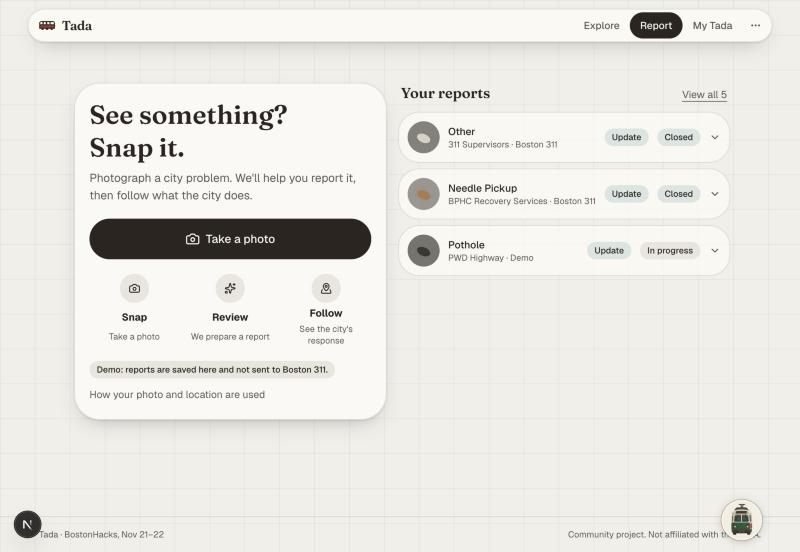 Tada
Explore
Report
My Tada
See something?
Snap it.
Photograph a city problem. We'll help you report it,
then follow what the city does.
Take a photo
Snap
Take a photo
Review
We prepare a report
Follow
See the city's
response
Demo: reports are saved here and not sent to Boston 311.
How your photo and location are used
Your reports
View all 5
Other
311 Supervisors · Boston 311
Update
Closed
Needle Pickup
BPHC Recovery Services · Boston 311
Update
Closed
Pothole
PWD Highway · Demo
Update
In progress
N
Tada · BostonHacks, Nov 21–22
Community project. Not affiliated with